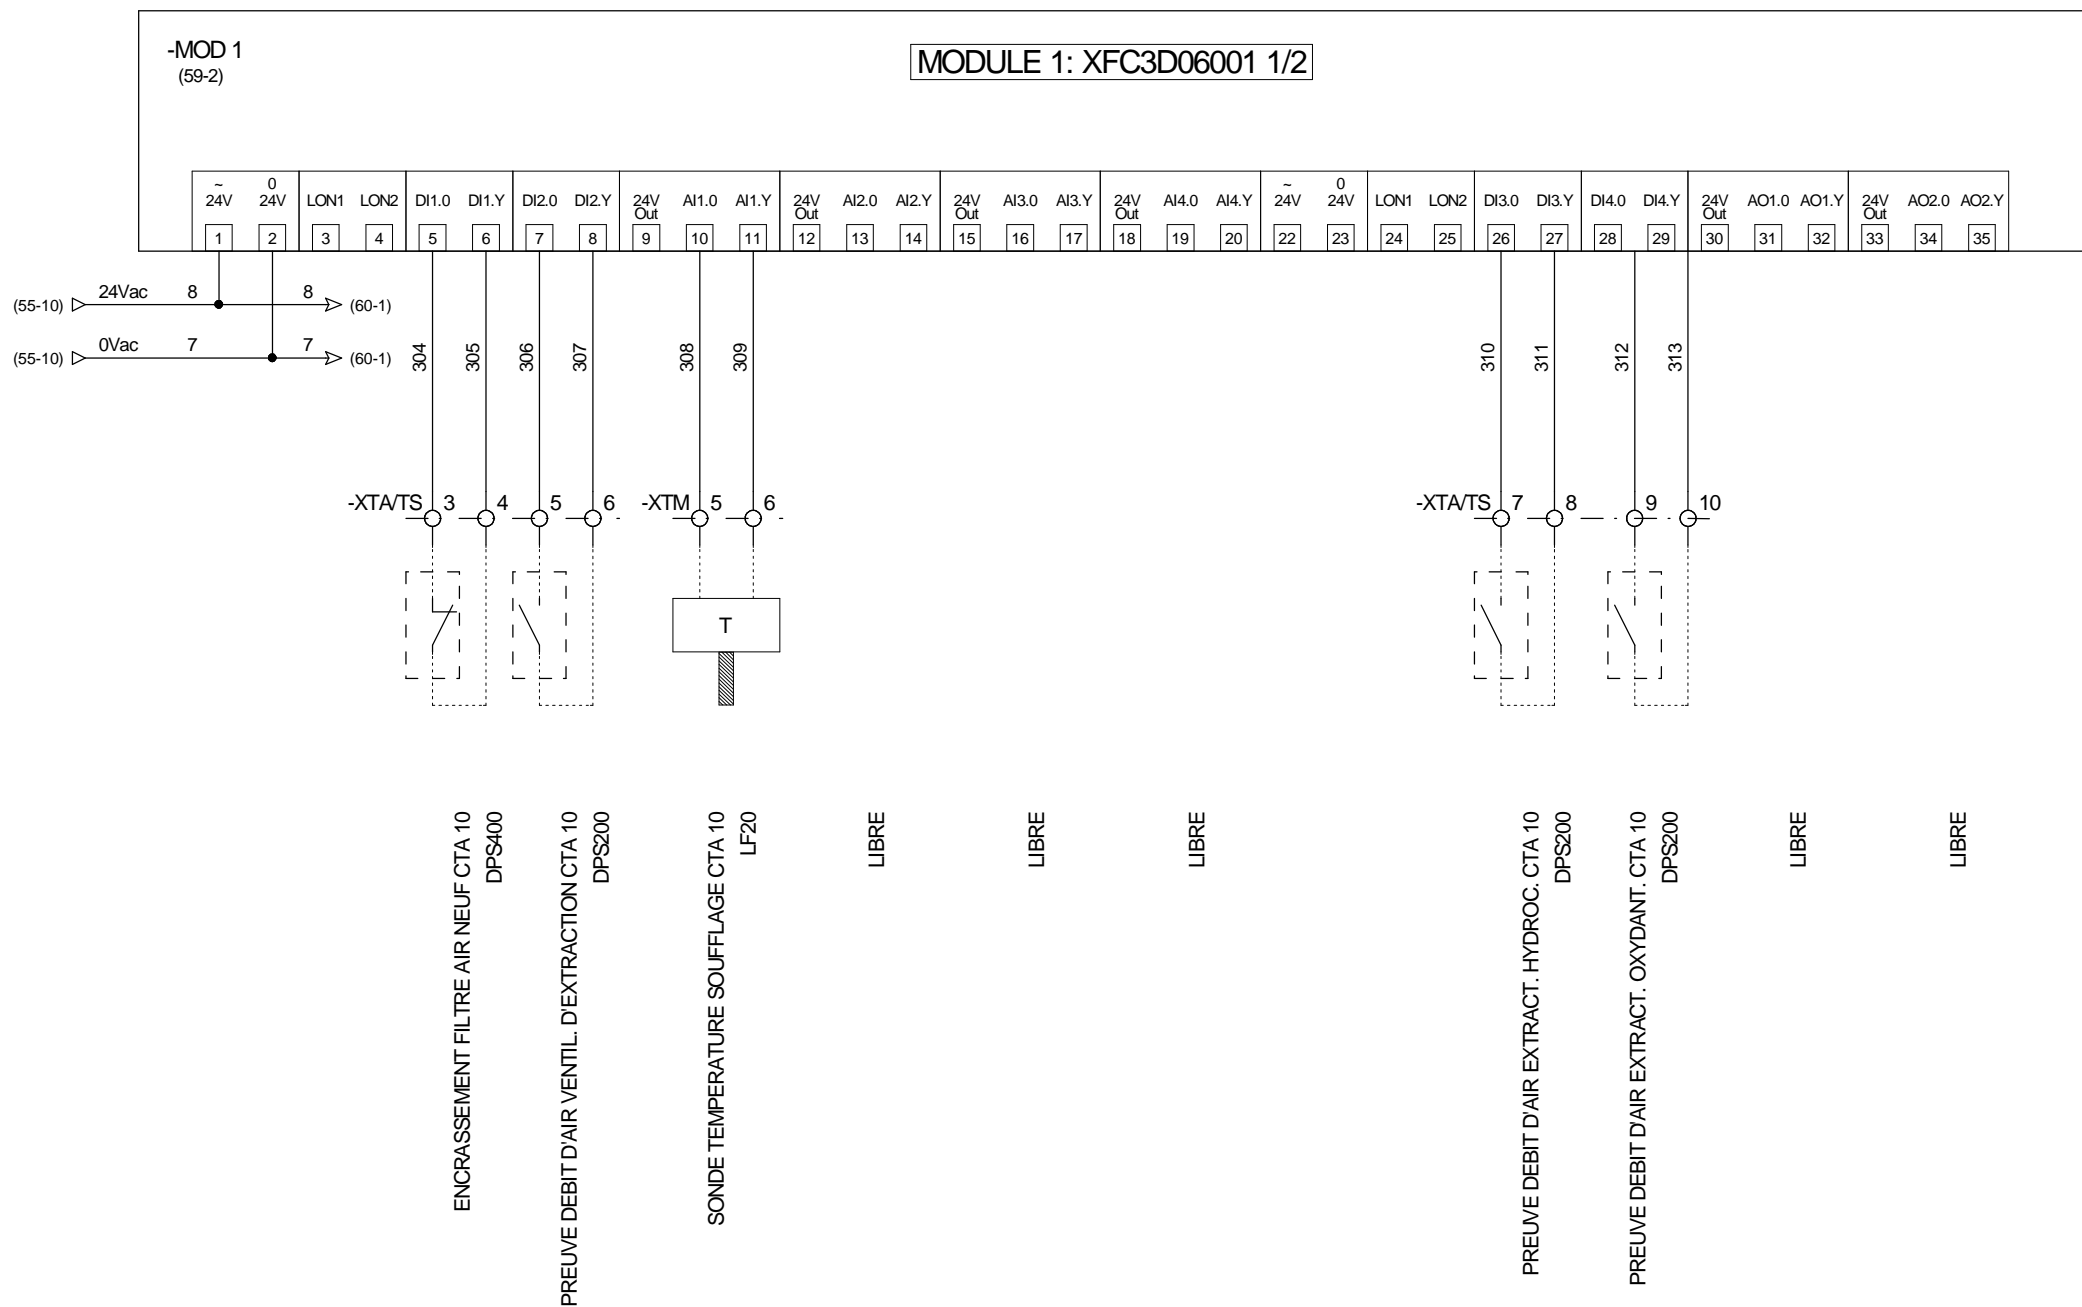 -MOD 1
(59-2)
MODULE 1: XFC3D06001 1/2
~ 0 ~ 0
24V 24V LON1 LON2 DI1.0 DI1.Y DI2.0 DI2.Y 24V Out AI1.0 AI1.Y 24V Out AI2.0 AI2.Y 24V Out AI3.0 AI3.Y 24V Out AI4.0 AI4.Y 24V 24V LON1 LON2 DI3.0 DI3.Y DI4.0 DI4.Y 24V Out AO1.0 AO1.Y 24V Out AO2.0 AO2.Y
1 2 3 4 5 6 7 8 9 10 11 12 13 14 15 16 17 18 19 20 22 23 24 25 26 27 28 29 30 31 32 33 34 35
(55-10) 24Vac 8 8 (60-1)
(55-10) 0Vac 7 7 (60-1)
304 305 306 307 308 309 310 311 312 313
-XTA/TS 3 4 5 6 -XTM 5 6 -XTA/TS 7 8 9 10
T
ENCRASSEMENT FILTRE AIR NEUF CTA 10
DPS400
PREUVE DEBIT D'AIR VENTIL. D'EXTRACTION CTA 10
DPS200
SONDE TEMPERATURE SOUFFLAGE CTA 10
LF20
LIBRE
LIBRE
LIBRE
PREUVE DEBIT D'AIR EXTRACT. HYDROC. CTA 10
DPS200
PREUVE DEBIT D'AIR EXTRACT. OXYDANT. CTA 10
DPS200
LIBRE
LIBRE